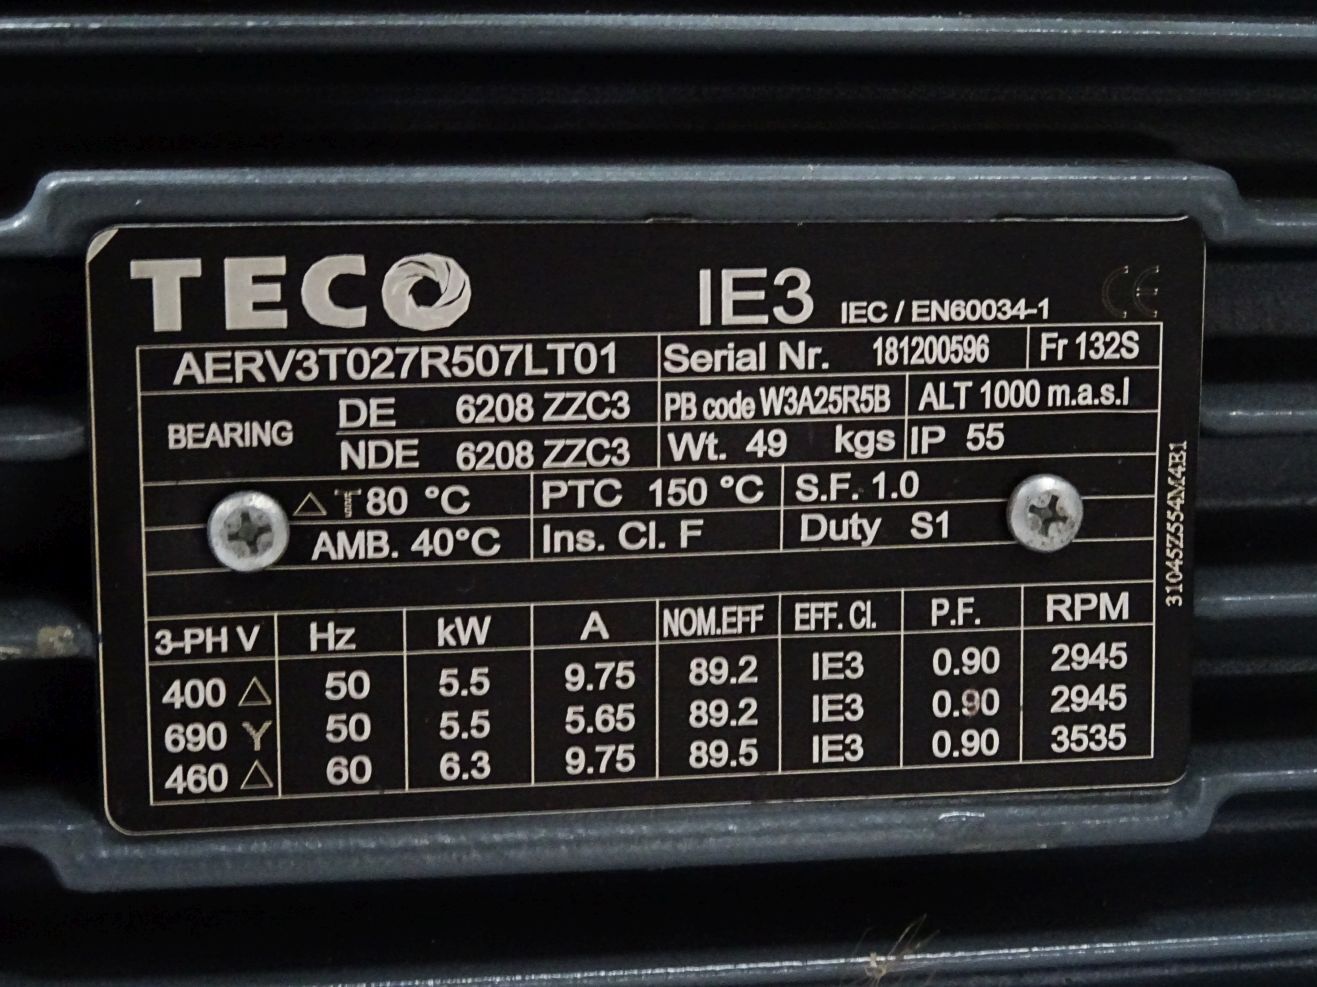 TECO
IE3 IEC / EN60034-1 CE
AERV3T027R507LT01 Serial Nr. 181200596 Fr 132S
BEARING DE 6208 ZZC3 PB code W3A25R5B ALT 1000 m.a.s.l
NDE 6208 ZZC3 Wt. 49 kgs IP 55
△T 80 °C PTC 150 °C S.F. 1.0
AMB. 40°C Ins. Cl. F Duty S1
3-PH V Hz kW A NOM.EFF EFF. Cl. P.F. RPM
400 △ 50 5.5 9.75 89.2 IE3 0.90 2945
690 Y 50 5.5 5.65 89.2 IE3 0.90 2945
460 △ 60 6.3 9.75 89.5 IE3 0.90 3535
31045Z554M4E1